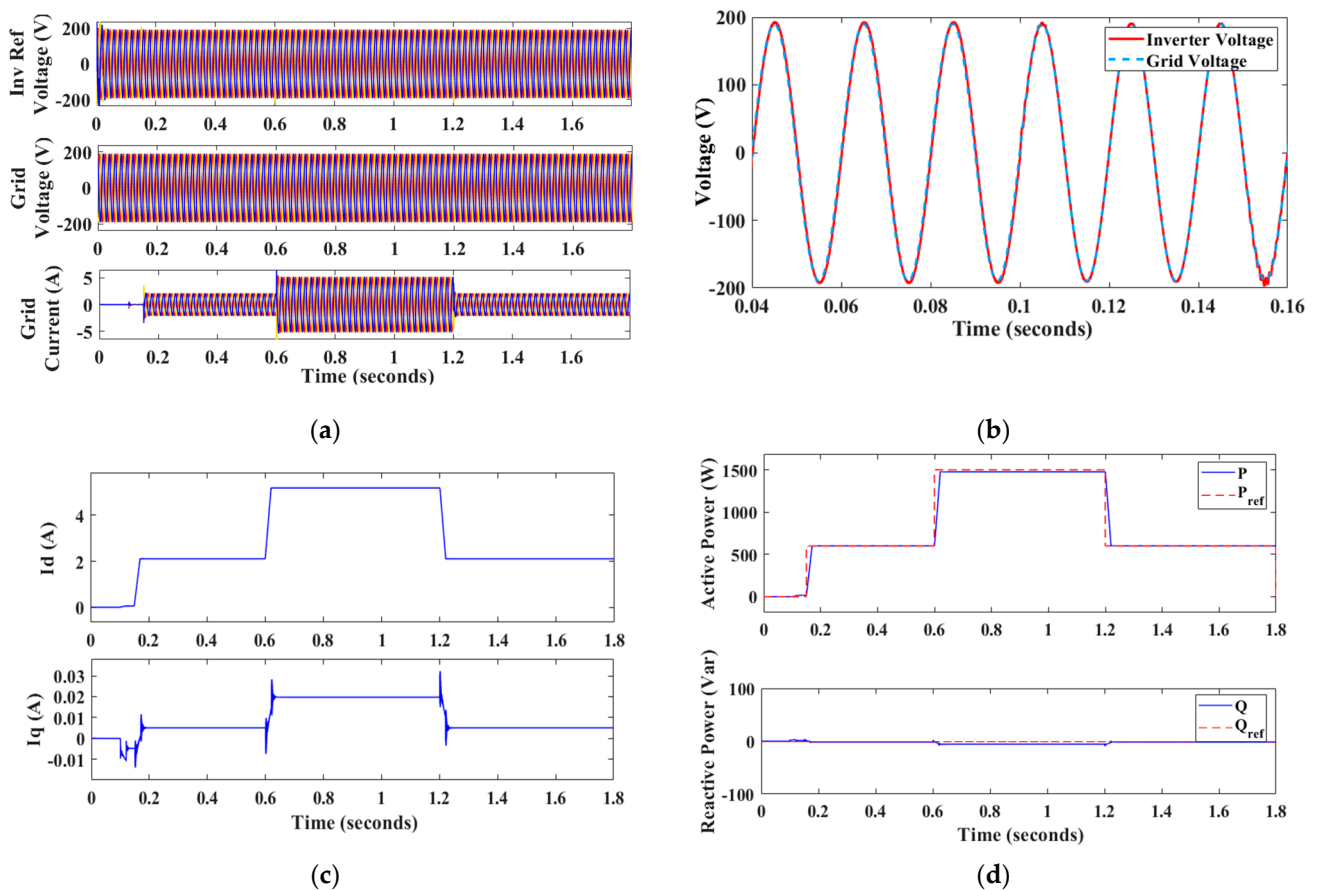 Inv Ref
Voltage (V)
200
0
-200
0 0.2 0.4 0.6 0.8 1 1.2 1.4 1.6
Grid
Voltage (V)
200
0
-200
0 0.2 0.4 0.6 0.8 1 1.2 1.4 1.6
Grid
Current (A)
5
0
-5
0 0.2 0.4 0.6 0.8 1 1.2 1.4 1.6
Time (seconds)
(a)
Voltage (V)
200
100
0
-100
-200
Inverter Voltage
Grid Voltage
0.04 0.06 0.08 0.1 0.12 0.14 0.16
Time (seconds)
(b)
Id (A)
4
2
0
0 0.2 0.4 0.6 0.8 1 1.2 1.4 1.6 1.8
Iq (A)
0.03
0.02
0.01
0
-0.01
0 0.2 0.4 0.6 0.8 1 1.2 1.4 1.6 1.8
Time (seconds)
(c)
Active Power (W)
1500
1000
500
0
P
Pref
0 0.2 0.4 0.6 0.8 1 1.2 1.4 1.6 1.8
Reactive Power (Var)
100
0
-100
Q
Qref
0 0.2 0.4 0.6 0.8 1 1.2 1.4 1.6 1.8
Time (seconds)
(d)